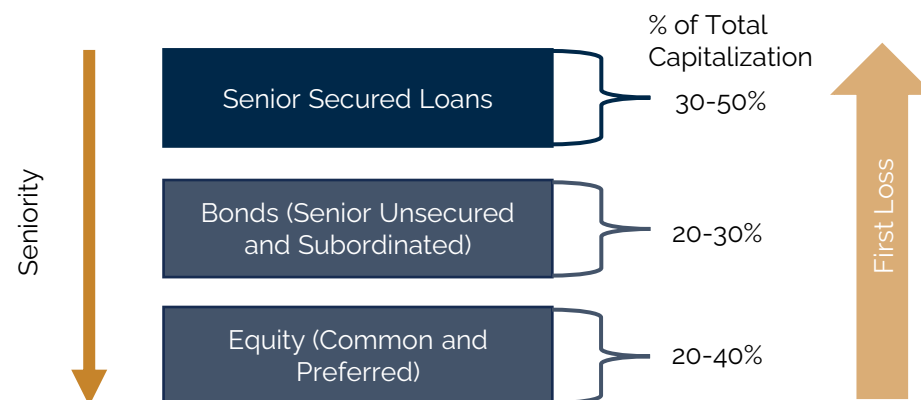 % of Total
Capitalization
Senior Secured Loans
30-50%
Seniority
Bonds (Senior Unsecured
and Subordinated)
20-30%
First Loss
Equity (Common and
Preferred)
20-40%